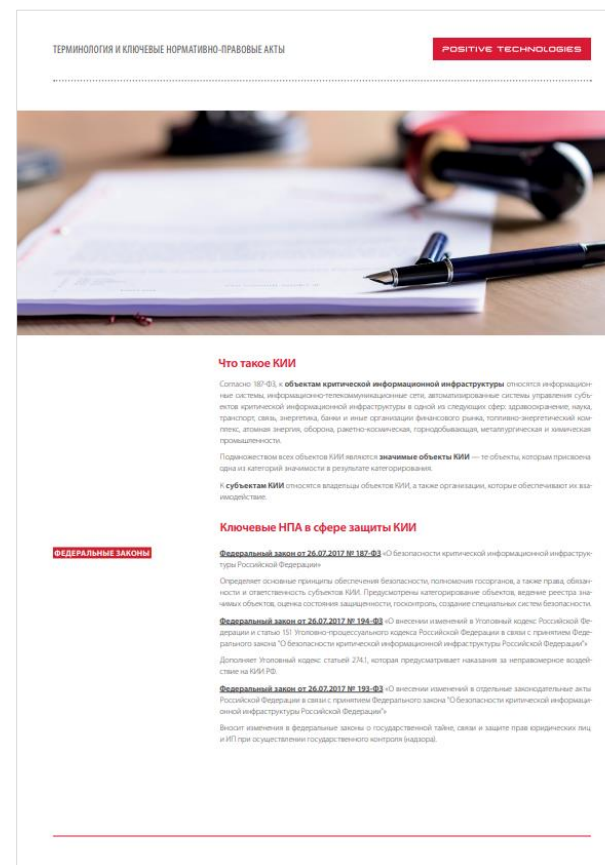 ТЕРМИНОЛОГИЯ И КЛЮЧЕВЫЕ НОРМАТИВНО-ПРАВОВЫЕ АКТЫ
POSITIVE TECHNOLOGIES
Что такое КИИ
Согласно 187-ФЗ, к объектам критической информационной инфраструктуры относятся информацион-
ные системы, информационно-телекоммуникационные сети, автоматизированные системы управления субъ-
ектов критической информационной инфраструктуры в одной из следующих сфер: здравоохранение, наука,
транспорт, связь, энергетика, банки и иные организации финансового рынка, топливно-энергетический ком-
плекс, атомная энергия, оборона, ракетно-космическая, горнодобывающая, металлургическая и химическая
промышленности.
Подмножеством всех объектов КИИ являются значимые объекты КИИ — те объекты, которым присвоена
одна из категорий значимости в результате категорирования.
К субъектам КИИ относятся владельцы объектов КИИ, а также организации, которые обеспечивают их вза-
имодействие.
Ключевые НПА в сфере защиты КИИ
ФЕДЕРАЛЬНЫЕ ЗАКОНЫ
Федеральный закон от 26.07.2017 № 187-ФЗ «О безопасности критической информационной инфраструк-
туры Российской Федерации»
Определяет основные принципы обеспечения безопасности, полномочия госорганов, а также права, обязан-
ности и ответственность субъектов КИИ. Предусмотрены категорирование объектов, ведение реестра зна-
чимых объектов, оценка состояния защищенности, госконтроль, создание специальных систем безопасности.
Федеральный закон от 26.07.2017 № 194-ФЗ «О внесении изменений в Уголовный кодекс Российской Фе-
дерации и статью 151 Уголовно-процессуального кодекса Российской Федерации в связи с принятием Феде-
рального закона "О безопасности критической информационной инфраструктуры Российской Федерации"»
Дополняет Уголовный кодекс статьей 274.1, которая предусматривает наказания за неправомерное воздей-
ствие на КИИ РФ.
Федеральный закон от 26.07.2017 № 193-ФЗ «О внесении изменений в отдельные законодательные акты
Российской Федерации в связи с принятием Федерального закона "О безопасности критической информаци-
онной инфраструктуры Российской Федерации"»
Вносит изменения в федеральные законы о государственной тайне, связи и защите прав юридических лиц
и ИП при осуществлении государственного контроля (надзора).